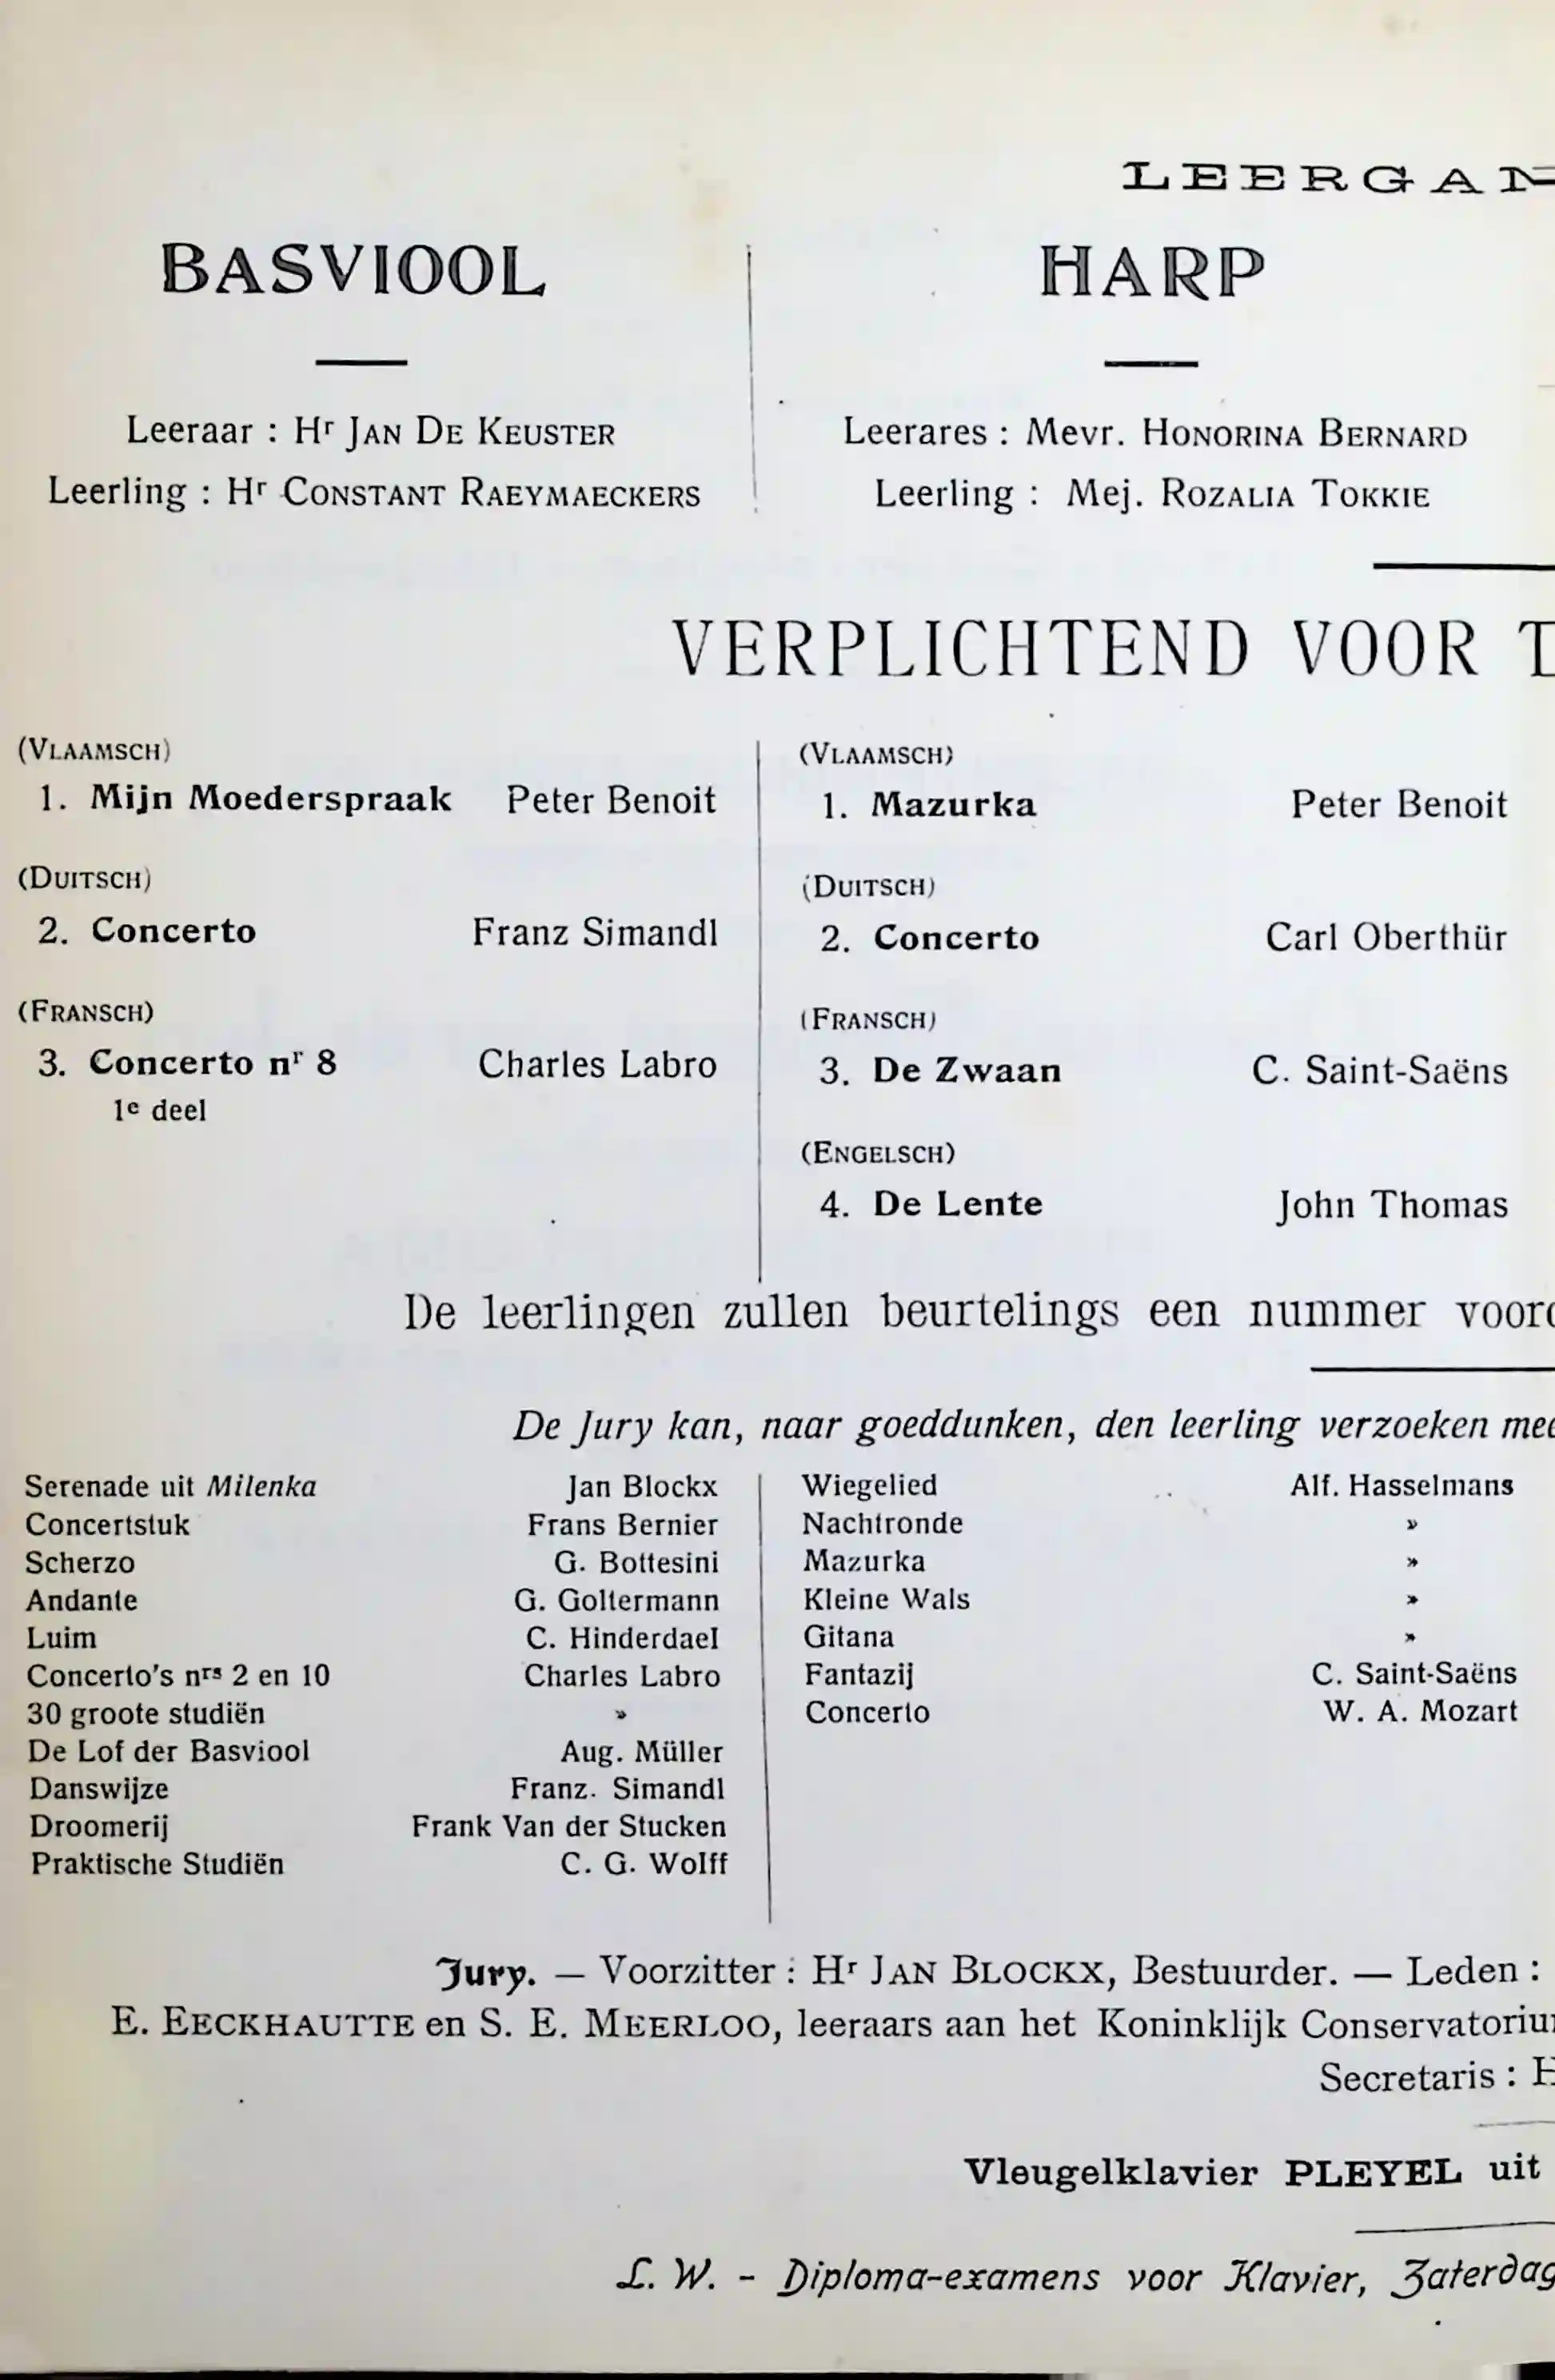 LEERGAN
BASVIOOL
Leeraar : Hr JAN DE KEUSTER
Leerling : Hr CONSTANT RAEYMAECKERS
HARP
Leerares : Mevr. HONORINA BERNARD
Leerling : Mej. ROZALIA TOKKIE
VERPLICHTEND VOOR
(VLAAMSCH)
1. Mijn Moederspraak Peter Benoit
(DUITSCH)
2. Concerto Franz Simandl
(FRANSCH)
3. Concerto nr 8 Charles Labro
1e deel
(VLAAMSCH)
1. Mazurka Peter Benoit
(DUITSCH)
2. Concerto Carl Oberthür
(FRANSCH)
3. De Zwaan C. Saint-Saëns
(ENGELSCH)
4. De Lente John Thomas
De leerlingen zullen beurtelings een nummer voor
De Jury kan, naar goeddunken, den leerling verzoeken mee
Serenade uit Milenka Jan Blockx
Concertstuk Frans Bernier
Scherzo G. Bottesini
Andante G. Goltermann
Luim C. Hinderdael
Concerto's nrs 2 en 10 Charles Labro
30 groote studiën »
De Lof der Basviool Aug. Müller
Danswijze Franz. Simandl
Droomerij Frank Van der Stucken
Praktische Studiën C. G. Wolff
Wiegelied Alf. Hasselmans
Nachtronde »
Mazurka »
Kleine Wals »
Gitana »
Fantazij C. Saint-Saëns
Concerto W. A. Mozart
Jury. — Voorzitter : Hr JAN BLOCKX, Bestuurder. — Leden :
E. EECKHAUTTE en S. E. MEERLOO, leeraars aan het Koninklijk Conservatoriu
Secretaris : H
Vleugelklavier PLEYEL uit
L. W. - Diploma-examens voor Klavier, Zaterdag